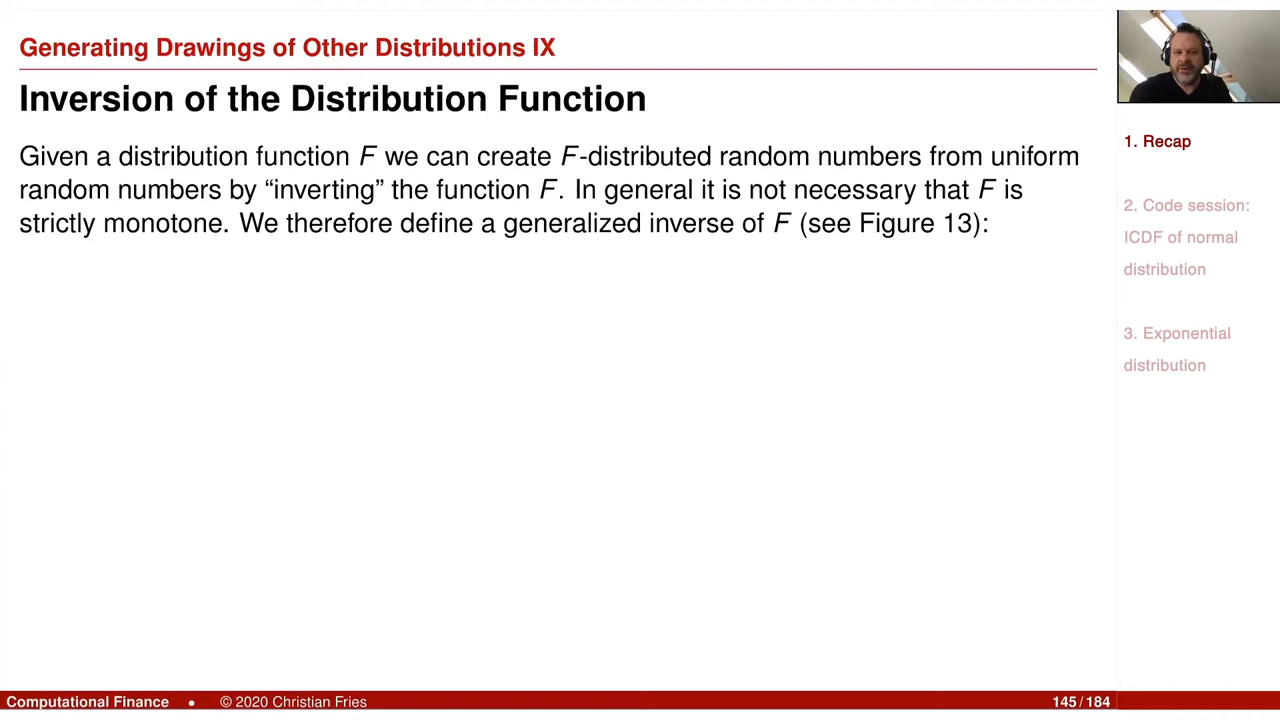 Generating Drawings of Other Distributions IX
Inversion of the Distribution Function
Given a distribution function F we can create F-distributed random numbers from uniform
random numbers by “inverting” the function F. In general it is not necessary that F is
strictly monotone. We therefore define a generalized inverse of F (see Figure 13):
1. Recap
2. Code session:
ICDF of normal
distribution
3. Exponential
distribution
Computational Finance • © 2020 Christian Fries 145 / 184